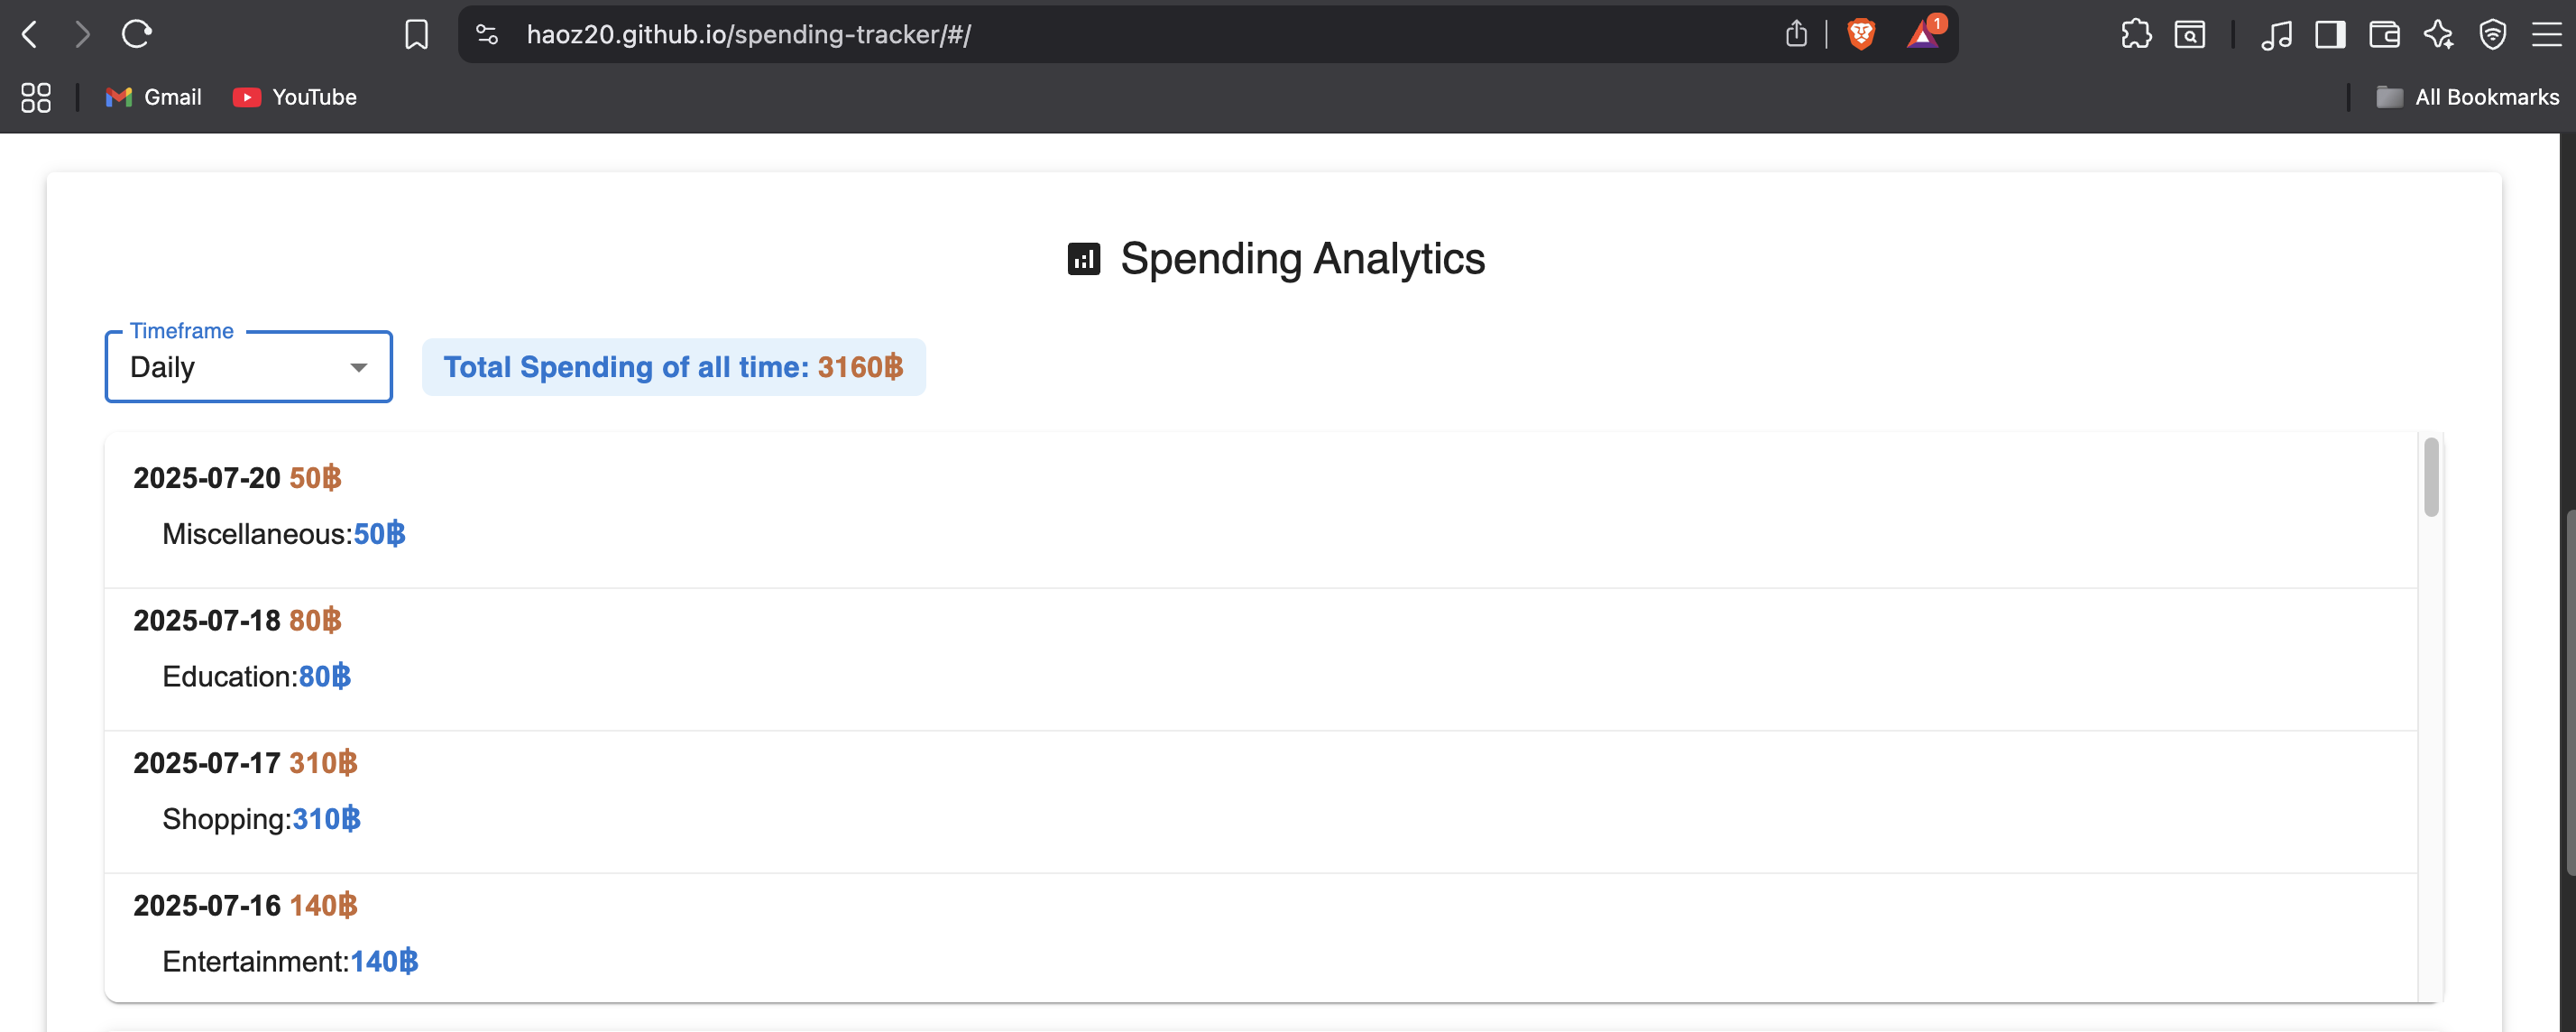 haoz20.github.io/spending-tracker/#/
1
Gmail YouTube All Bookmarks
Spending Analytics
Timeframe
Daily
Total Spending of all time: 3160฿
2025-07-20 50฿
Miscellaneous:50฿
2025-07-18 80฿
Education:80฿
2025-07-17 310฿
Shopping:310฿
2025-07-16 140฿
Entertainment:140฿